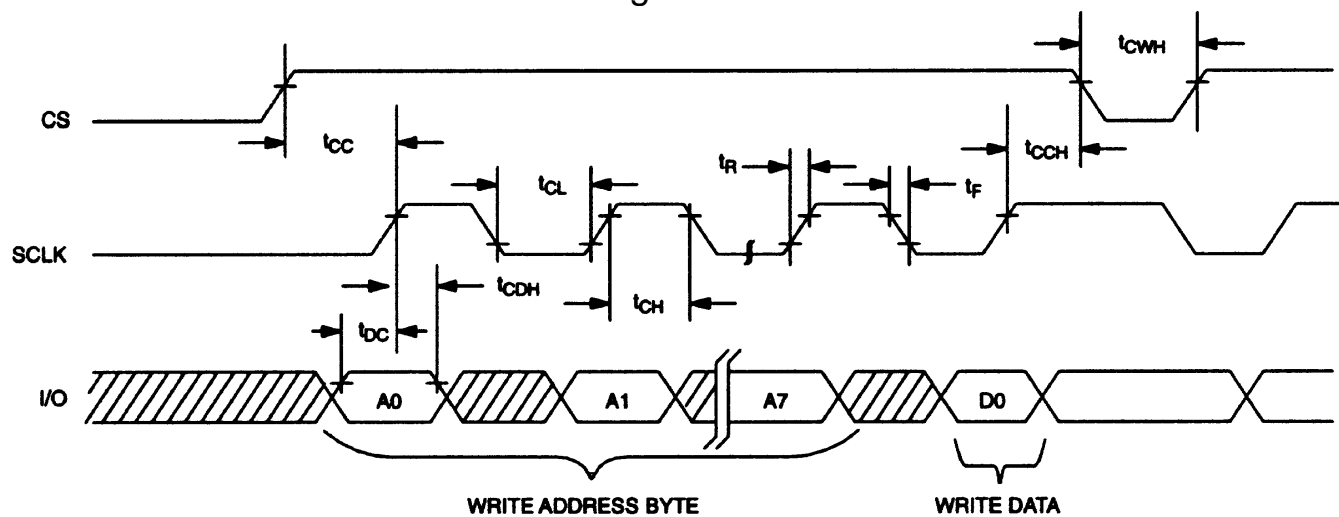 tCWH
CS
tCC
tCCH
tR
tCL
tF
SCLK
tCDH
tCH
tDC
I/O
A0
A1
A7
D0
WRITE ADDRESS BYTE
WRITE DATA